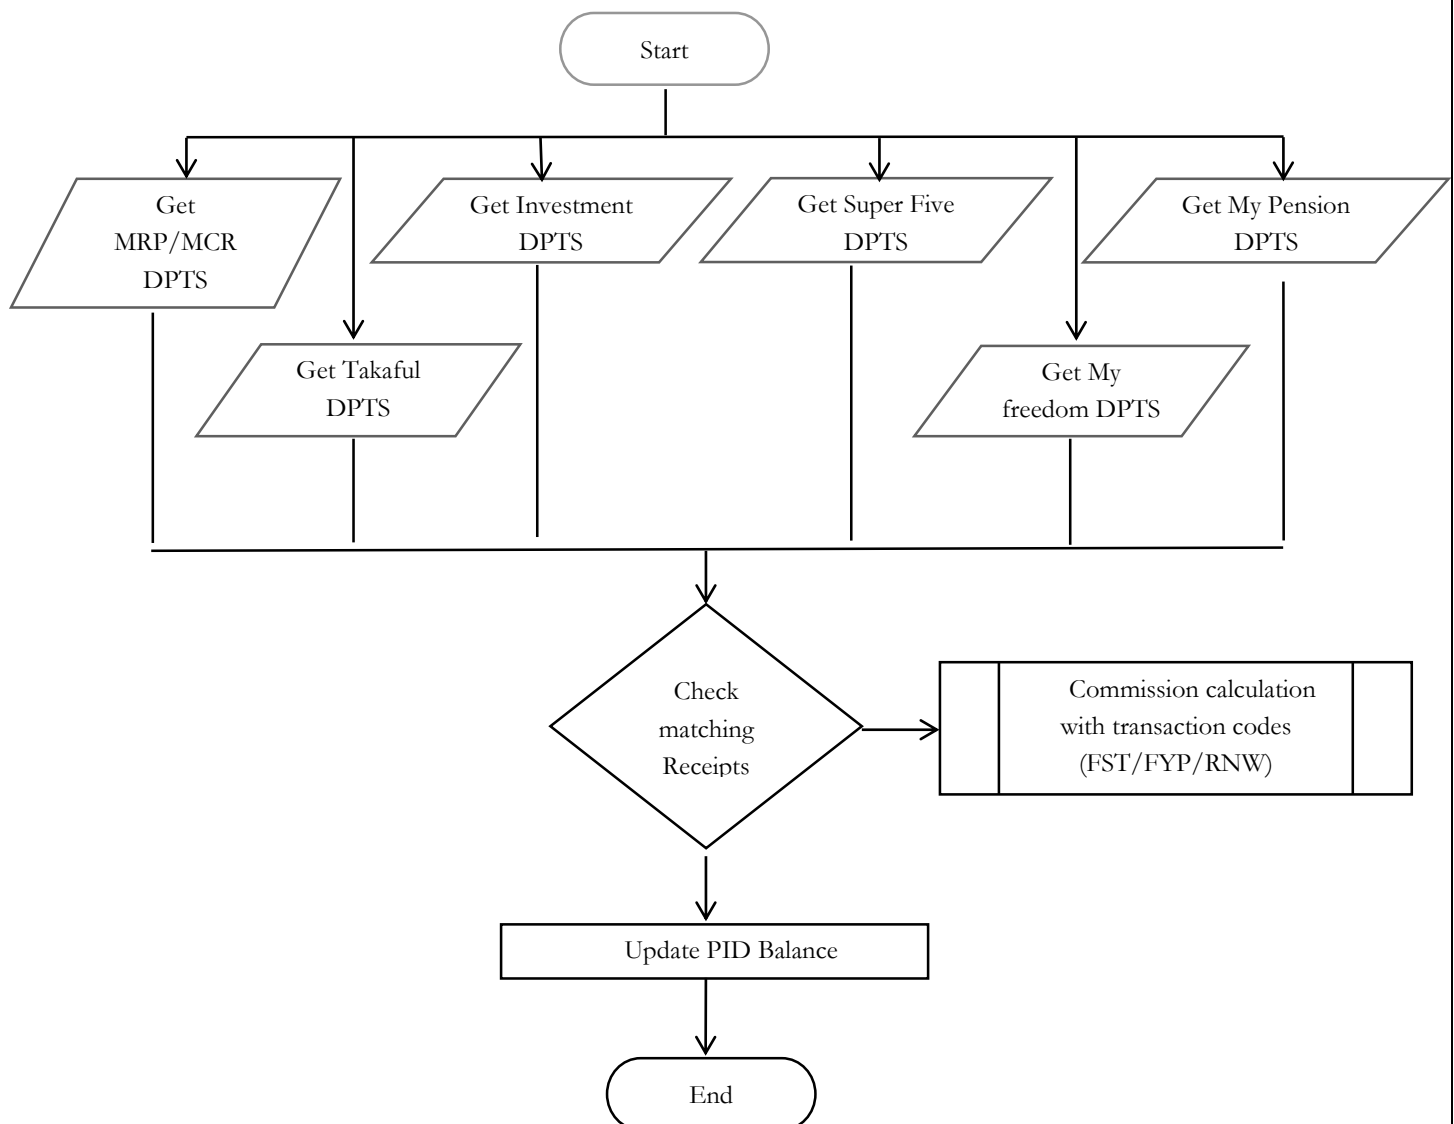 Start
Get
MRP/MCR
DPTS
Get Investment
DPTS
Get Super Five
DPTS
Get My Pension
DPTS
Get Takaful
DPTS
Get My
freedom DPTS
Check
matching
Receipts
Commission calculation
with transaction codes
(FST/FYP/RNW)
Update PID Balance
End